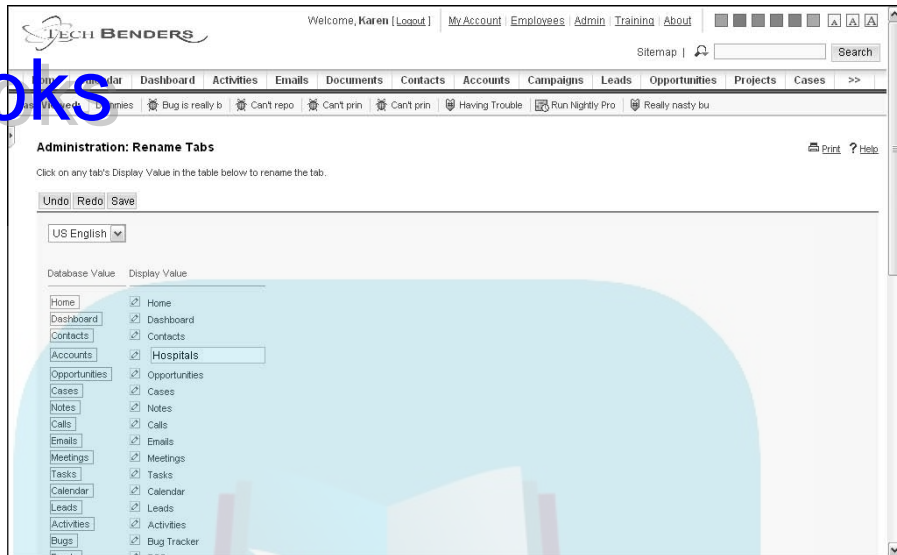 Welcome, Karen [ Logout ] My Account Employees Admin Training About A A A
TECH BENDERS
Sitemap | Search
Home Calendar Dashboard Activities Emails Documents Contacts Accounts Campaigns Leads Opportunities Projects Cases >>
oks
Bug is really b Can't repo Can't prin Can't prin Having Trouble Run Nightly Pro Really nasty bu
Administration: Rename Tabs Print ? Help
Click on any tab's Display Value in the table below to rename the tab.
Undo Redo Save
US English
Database Value Display Value
Home Home
Dashboard Dashboard
Contacts Contacts
Accounts Hospitals
Opportunities Opportunities
Cases Cases
Notes Notes
Calls Calls
Emails Emails
Meetings Meetings
Tasks Tasks
Calendar Calendar
Leads Leads
Activities Activities
Bugs Bug Tracker